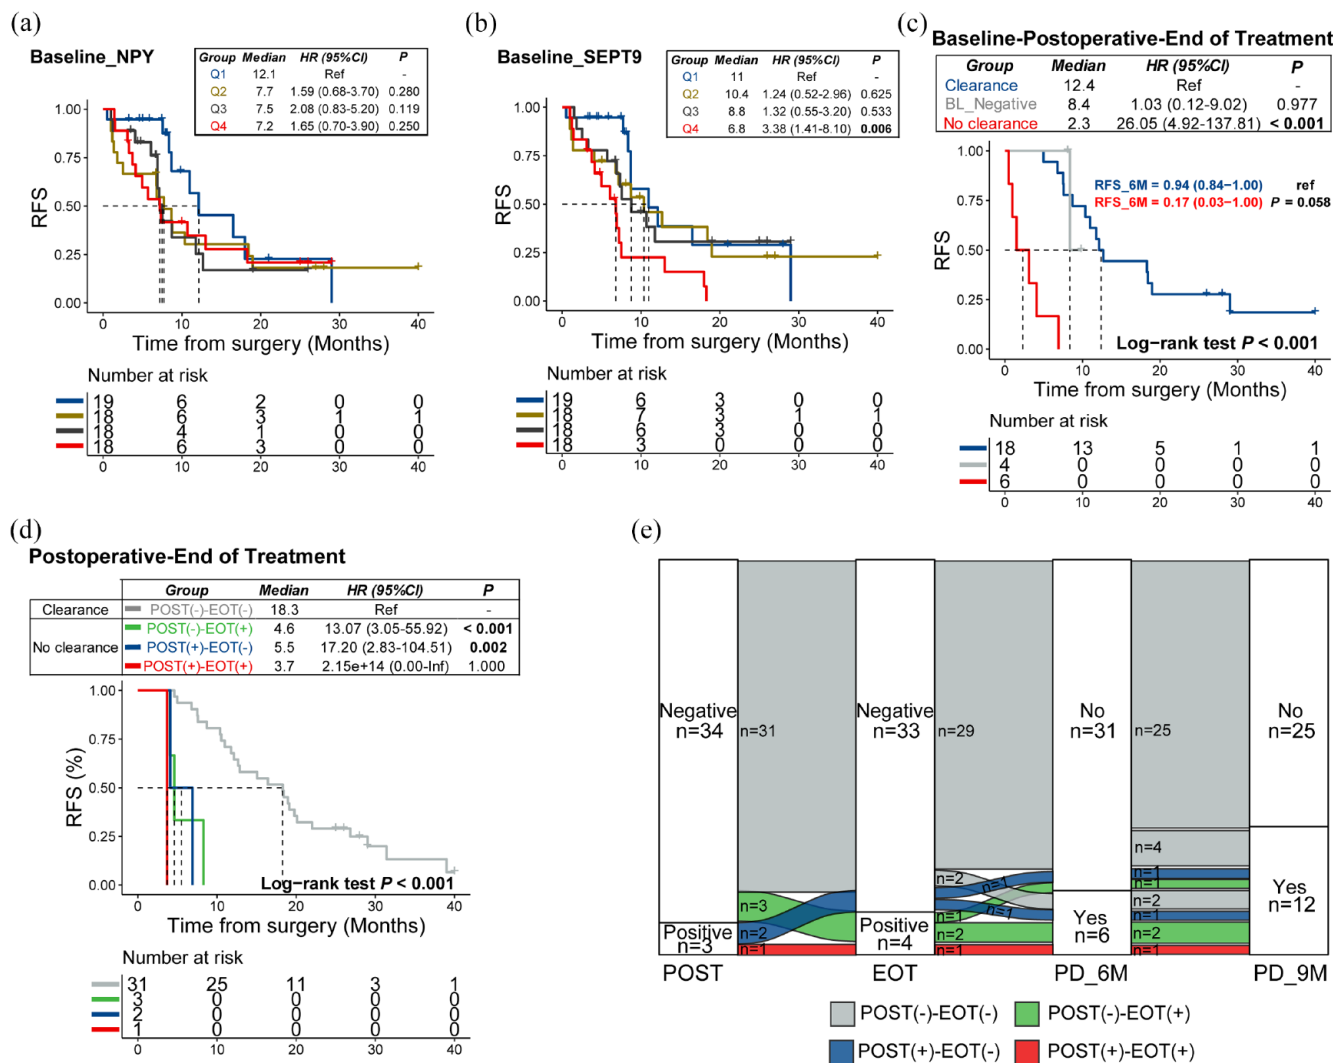 (a)
Baseline_NPY
Group Median HR (95%CI) P
Q1 12.1 Ref -
Q2 7.7 1.59 (0.68-3.70) 0.280
Q3 7.5 2.08 (0.83-5.20) 0.119
Q4 7.2 1.65 (0.70-3.90) 0.250
RFS
1.00
0.75
0.50
0.25
0.00
0 10 20 30 40
Time from surgery (Months)
Number at risk
19 6 2 0 0
18 6 3 1 1
18 4 1 0 0
18 6 3 0 0
0 10 20 30 40
(b)
Baseline_SEPT9
Group Median HR (95%CI) P
Q1 11 Ref -
Q2 10.4 1.24 (0.52-2.96) 0.625
Q3 8.8 1.32 (0.55-3.20) 0.533
Q4 6.8 3.38 (1.41-8.10) 0.006
RFS
1.00
0.75
0.50
0.25
0.00
0 10 20 30 40
Time from surgery (Months)
Number at risk
19 6 3 0 0
18 7 3 1 1
18 6 3 0 0
18 3 0 0 0
0 10 20 30 40
(c)
Baseline-Postoperative-End of Treatment
Group Median HR (95%CI) P
Clearance 12.4 Ref -
BL_Negative 8.4 1.03 (0.12-9.02) 0.977
No clearance 2.3 26.05 (4.92-137.81) < 0.001
RFS
1.00
0.75
0.50
0.25
0.00
RFS_6M = 0.94 (0.84−1.00) ref
RFS_6M = 0.17 (0.03−1.00) P = 0.058
Log−rank test P < 0.001
0 10 20 30 40
Time from surgery (Months)
Number at risk
18 13 5 1 1
4 0 0 0 0
6 0 0 0 0
0 10 20 30 40
(d)
Postoperative-End of Treatment
Group Median HR (95%CI) P
Clearance POST(-)-EOT(-) 18.3 Ref -
POST(-)-EOT(+) 4.6 13.07 (3.05-55.92) < 0.001
No clearance POST(+)-EOT(-) 5.5 17.20 (2.83-104.51) 0.002
POST(+)-EOT(+) 3.7 2.15e+14 (0.00-Inf) 1.000
RFS (%)
1.00
0.75
0.50
0.25
0.00
Log−rank test P < 0.001
0 10 20 30 40
Time from surgery (Months)
Number at risk
31 25 11 3 1
3 0 0 0 0
2 0 0 0 0
1 0 0 0 0
0 10 20 30 40
(e)
Negative
n=34
Positive
n=3
n=31
n=3
n=2
n=1
Negative
n=33
Positive
n=4
n=29
n=2
n=1
n=1
n=1
n=2
n=1
No
n=31
Yes
n=6
n=25
n=4
n=1
n=1
n=2
n=1
n=2
n=1
No
n=25
Yes
n=12
POST EOT PD_6M PD_9M
POST(-)-EOT(-) POST(-)-EOT(+)
POST(+)-EOT(-) POST(+)-EOT(+)